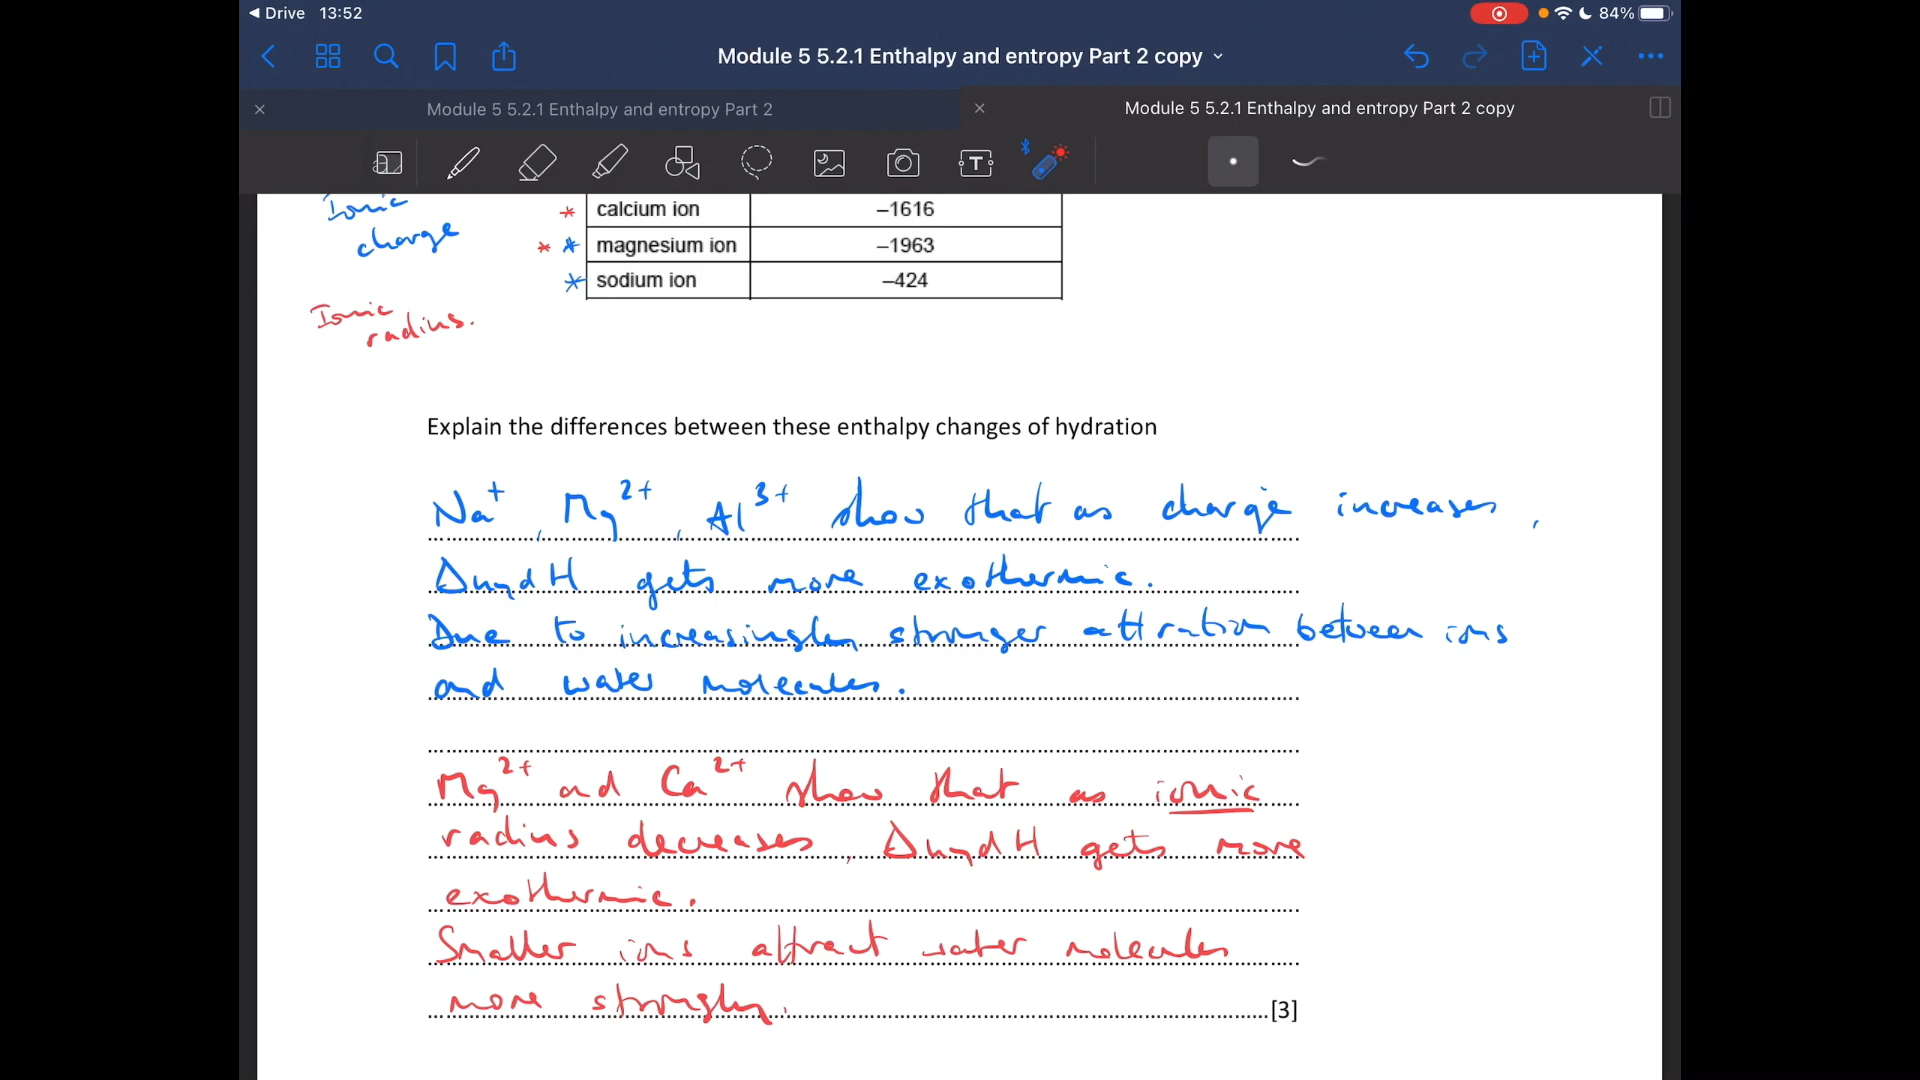 Drive 13:52 84%
Module 5 5.2.1 Enthalpy and entropy Part 2 copy
Module 5 5.2.1 Enthalpy and entropy Part 2
Module 5 5.2.1 Enthalpy and entropy Part 2 copy
T
Ionic
charge
* calcium ion –1616
* * magnesium ion –1963
* sodium ion –424
Ionic
radius.
Explain the differences between these enthalpy changes of hydration
Na⁺, Mg²⁺, Al³⁺ show that as charge increases,
ΔhydH gets more exothermic.
Due to increasingly stronger attration between ions
and water molecules.
Mg²⁺ and Ca²⁺ show that as ionic
radius decreases, ΔhydH gets more
exothermic.
Smaller ions attract water molecules
more strongly. [3]